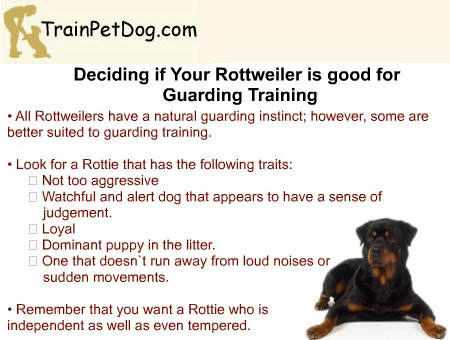 TrainPetDog.com
Deciding if Your Rottweiler is good for
Guarding Training
• All Rottweilers have a natural guarding instinct; however, some are
better suited to guarding training.
• Look for a Rottie that has the following traits:
Not too aggressive
Watchful and alert dog that appears to have a sense of
judgement.
Loyal
Dominant puppy in the litter.
One that doesn`t run away from loud noises or
sudden movements.
• Remember that you want a Rottie who is
independent as well as even tempered.